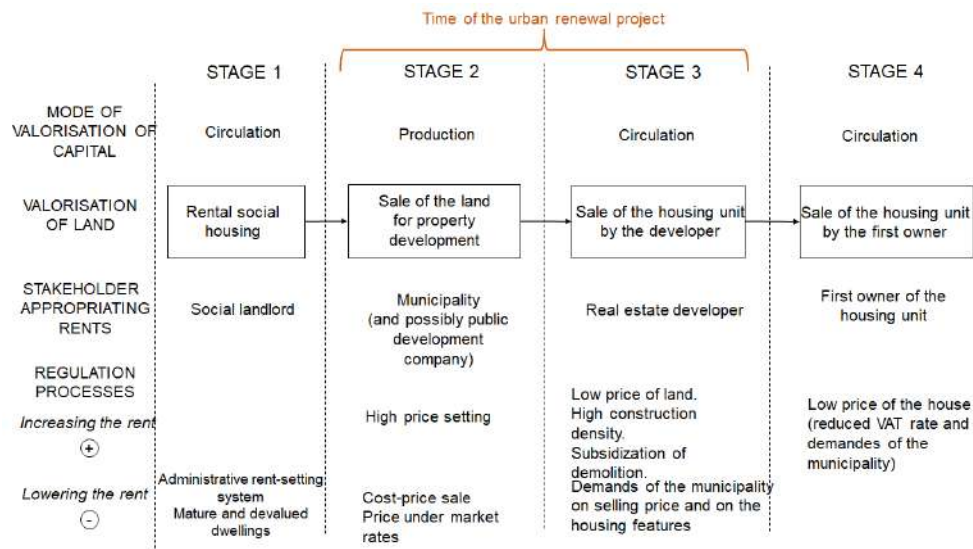 Time of the urban renewal project
STAGE 1
STAGE 2
STAGE 3
STAGE 4
MODE OF
VALORISATION OF
CAPITAL
Circulation
Production
Circulation
Circulation
VALORISATION
OF LAND
Rental social
housing
Sale of the land
for property
development
Sale of the housing unit
by the developer
Sale of the housing unit
by the first owner
STAKEHOLDER
APPROPRIATING
RENTS
Social landlord
Municipality
(and possibly public
development
company)
Real estate developer
First owner of the
housing unit
REGULATION
PROCESSES
Increasing the rent
+
High price setting
Low price of land.
High construction
density.
Subsidization of
demolition.
Low price of the house
(reduced VAT rate and
demandes of the
municipality)
Lowering the rent
-
Administrative rent-setting
system
Mature and devalued
dwellings
Cost-price sale
Price under market
rates
Demands of the municipality
on selling price and on the
housing features